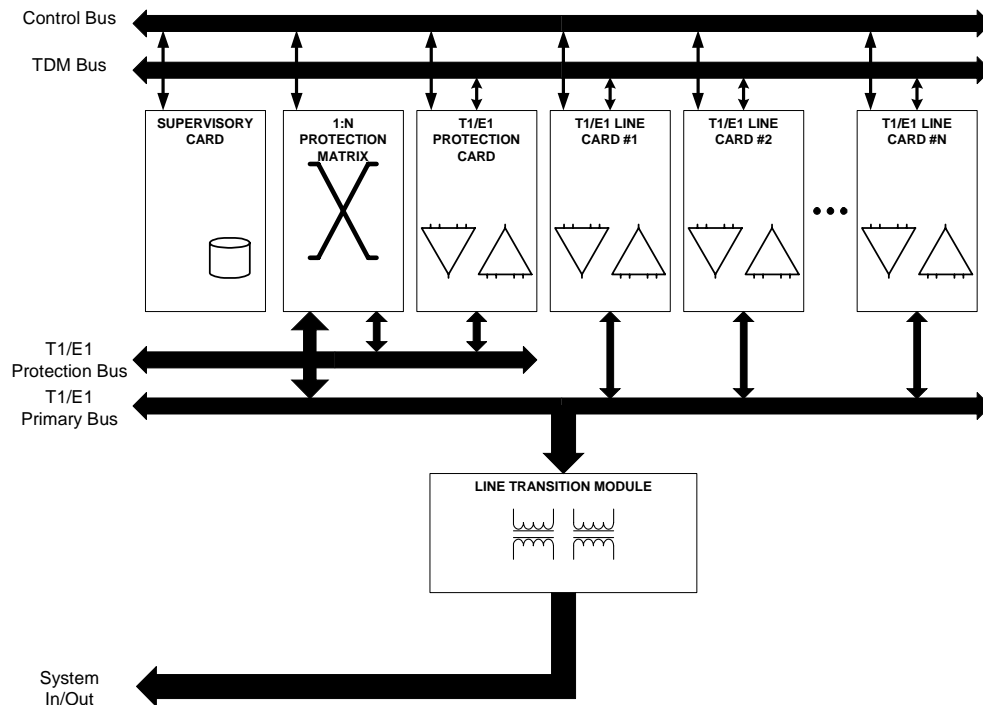 Control Bus
TDM Bus
SUPERVISORY
CARD
1:N
PROTECTION
MATRIX
T1/E1
PROTECTION
CARD
T1/E1 LINE
CARD #1
T1/E1 LINE
CARD #2
T1/E1 LINE
CARD #N
T1/E1
Protection Bus
T1/E1
Primary Bus
LINE TRANSITION MODULE
System
In/Out